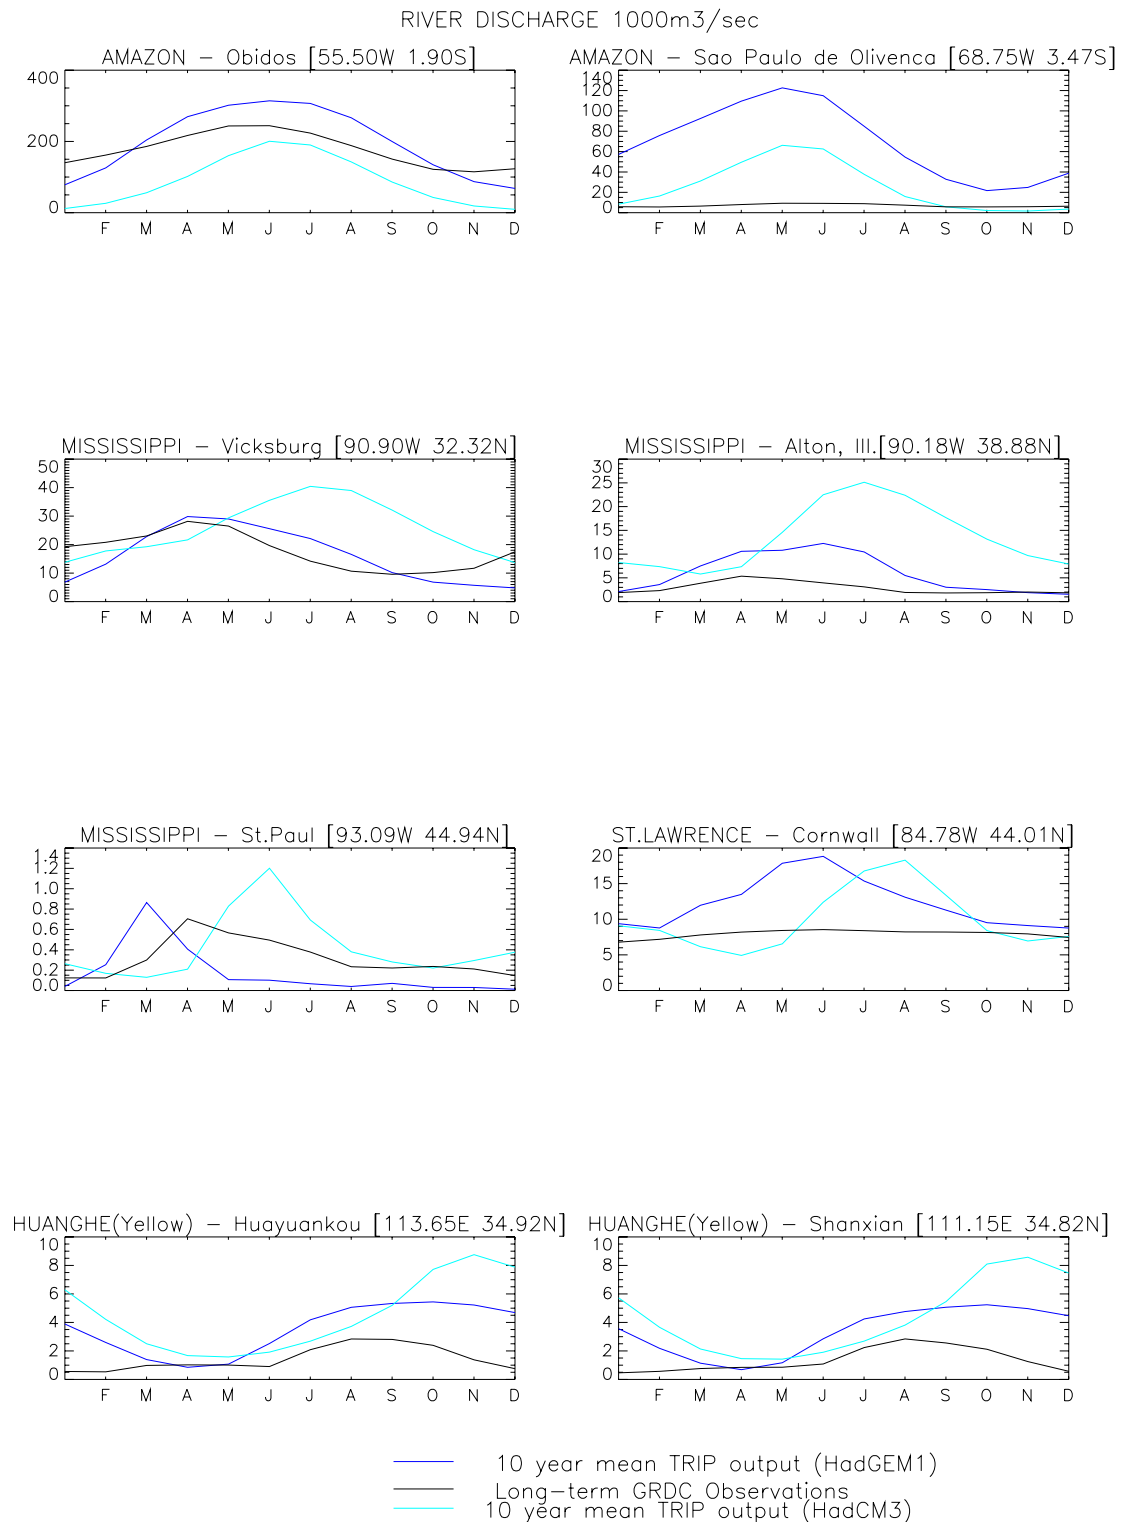 RIVER DISCHARGE 1000m3/sec
AMAZON – Obidos [55.50W 1.90S]
400
200
0
F M A M J J A S O N D
AMAZON – Sao Paulo de Olivenca [68.75W 3.47S]
140
120
100
80
60
40
20
0
F M A M J J A S O N D
MISSISSIPPI – Vicksburg [90.90W 32.32N]
50
40
30
20
10
0
F M A M J J A S O N D
MISSISSIPPI – Alton, Ill.[90.18W 38.88N]
30
25
20
15
10
5
0
F M A M J J A S O N D
MISSISSIPPI – St.Paul [93.09W 44.94N]
1.4
1.2
1.0
0.8
0.6
0.4
0.2
0.0
F M A M J J A S O N D
ST.LAWRENCE – Cornwall [84.78W 44.01N]
20
15
10
5
0
F M A M J J A S O N D
HUANGHE(Yellow) – Huayuankou [113.65E 34.92N]
10
8
6
4
2
0
F M A M J J A S O N D
HUANGHE(Yellow) – Shanxian [111.15E 34.82N]
10
8
6
4
2
0
F M A M J J A S O N D
10 year mean TRIP output (HadGEM1)
Long–term GRDC Observations
10 year mean TRIP output (HadCM3)